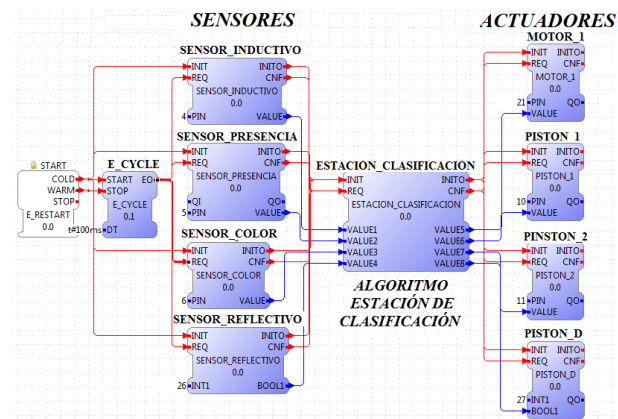 SENSORES
ACTUADORES
START
COLD
WARM
STOP
E_RESTART
0.0
E_CYCLE
START EO
STOP
E_CYCLE
0.1
t#100ms DT
SENSOR_INDUCTIVO
INIT INITO
REQ CNF
SENSOR_INDUCTIVO
0.0
4 PIN VALUE
SENSOR_PRESENCIA
INIT INITO
REQ CNF
SENSOR_PRESENCIA
0.0
QI QO
5 PIN VALUE
SENSOR_COLOR
INIT INITO
REQ CNF
SENSOR_COLOR
0.0
6 PIN VALUE
SENSOR_REFLECTIVO
INIT INITO
REQ CNF
SENSOR_REFLECTIVO
0.0
26 INT1 BOOL1
ESTACION_CLASIFICACION
INIT INITO
REQ CNF
ESTACION_CLASIFICACION
0.0
VALUE1 VALUE5
VALUE2 VALUE6
VALUE3 VALUE7
VALUE4 VALUE8
ALGORITMO
ESTACIÓN DE
CLASIFICACIÓN
MOTOR_1
INIT INITO
REQ CNF
MOTOR_1
0.0
21 PIN QO
VALUE
PISTON_1
INIT INITO
REQ CNF
PISTON_1
0.0
10 PIN QO
VALUE
PINSTON_2
INIT INITO
REQ CNF
PISTON_2
0.0
11 PIN QO
VALUE
PISTON_D
INIT INITO
REQ CNF
PISTON_D
0.0
27 INT1 QO
BOOL1